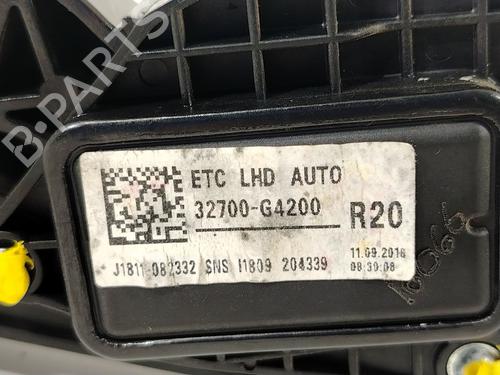 B-PARTS
ETC LHD AUTO
32700-G4200 R20
J1811 082332 SNS I1809 204339
11.09.2018
08:30:08